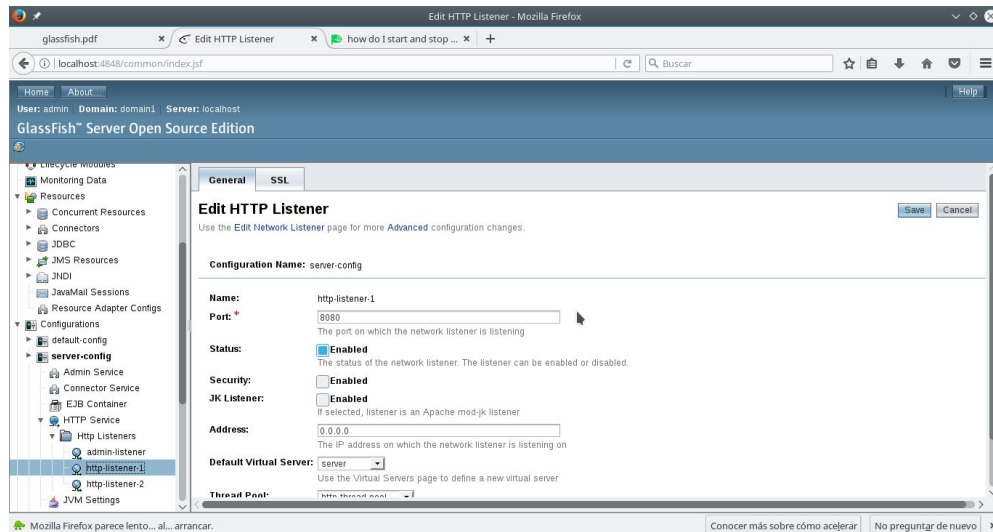 Edit HTTP Listener - Mozilla Firefox
glassfish.pdf × Edit HTTP Listener × how do I start and stop ... × +
localhost:4848/common/index.jsf Buscar
Home About... Help
User: admin Domain: domain1 Server: localhost
GlassFish™ Server Open Source Edition
Lifecycle Modules
Monitoring Data
Resources
Concurrent Resources
Connectors
JDBC
JMS Resources
JNDI
JavaMail Sessions
Resource Adapter Configs
Configurations
default-config
server-config
Admin Service
Connector Service
EJB Container
HTTP Service
Http Listeners
admin-listener
http-listener-1
http-listener-2
JVM Settings
General SSL
Edit HTTP Listener Save Cancel
Use the Edit Network Listener page for more Advanced configuration changes.
Configuration Name: server-config
Name: http-listener-1
Port: * 8080
The port on which the network listener is listening
Status: Enabled
The status of the network listener. The listener can be enabled or disabled.
Security: Enabled
JK Listener: Enabled
If selected, listener is an Apache mod-jk listener
Address: 0.0.0.0
The IP address on which the network listener is listening on
Default Virtual Server: server
Use the Virtual Servers page to define a new virtual server
Thread Pool: http-thread-pool
Mozilla Firefox parece lento... al... arrancar. Conocer más sobre cómo acelerar No preguntar de nuevo ×